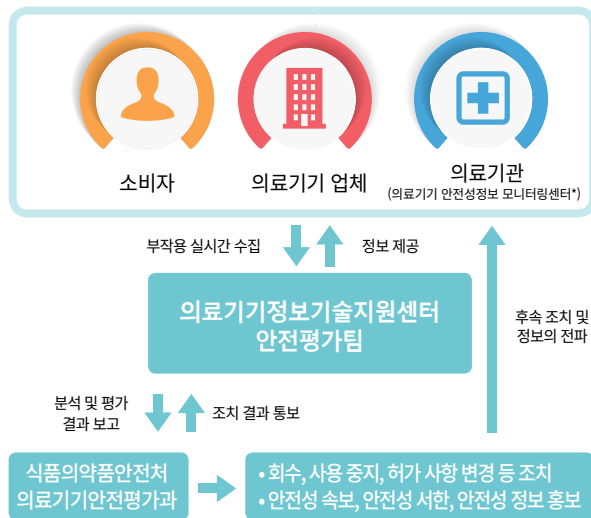 소비자
의료기기 업체
의료기관
(의료기기 안전성정보 모니터링센터*)
부작용 실시간 수집
정보 제공
의료기기정보기술지원센터
안전평가팀
후속 조치 및
정보의 전파
분석 및 평가
결과 보고
조치 결과 통보
식품의약품안전처
의료기기안전평가과
• 회수, 사용 중지, 허가 사항 변경 등 조치
• 안전성 속보, 안전성 서한, 안전성 정보 홍보